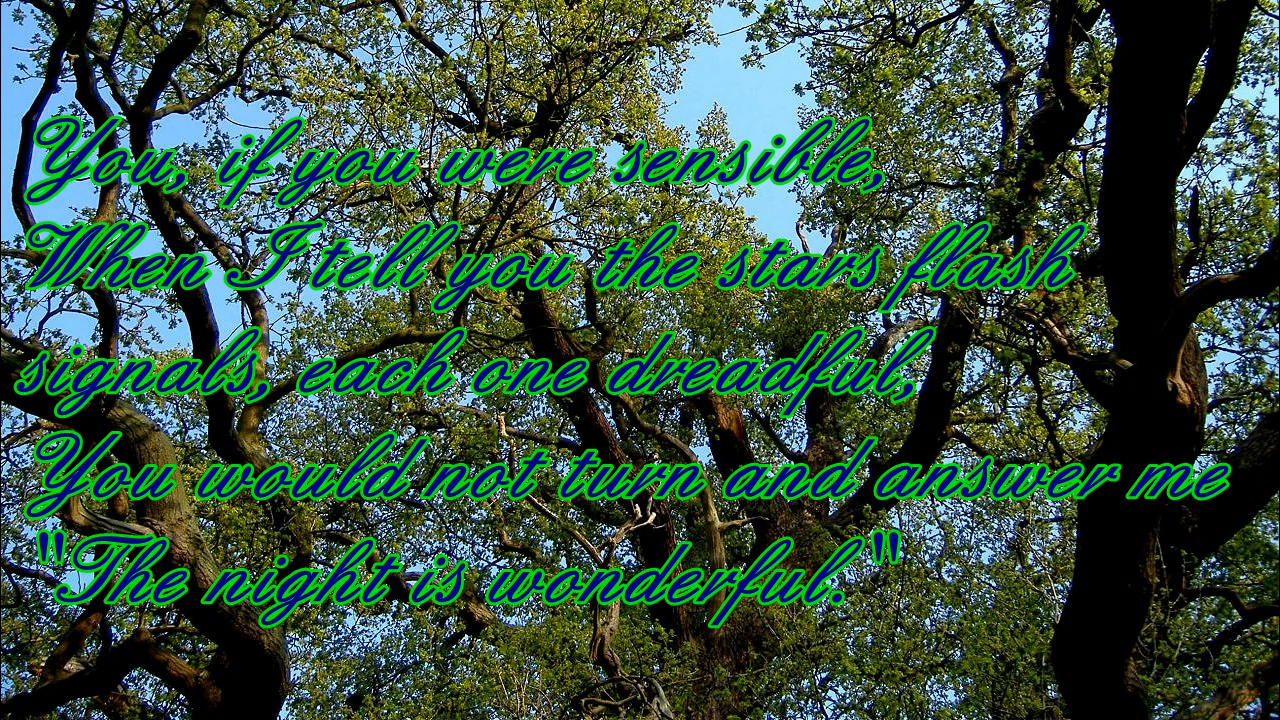 You, if you were sensible,
When I tell you the stars flash
signals, each one dreadful,
You would not turn and answer me
"The night is wonderful."